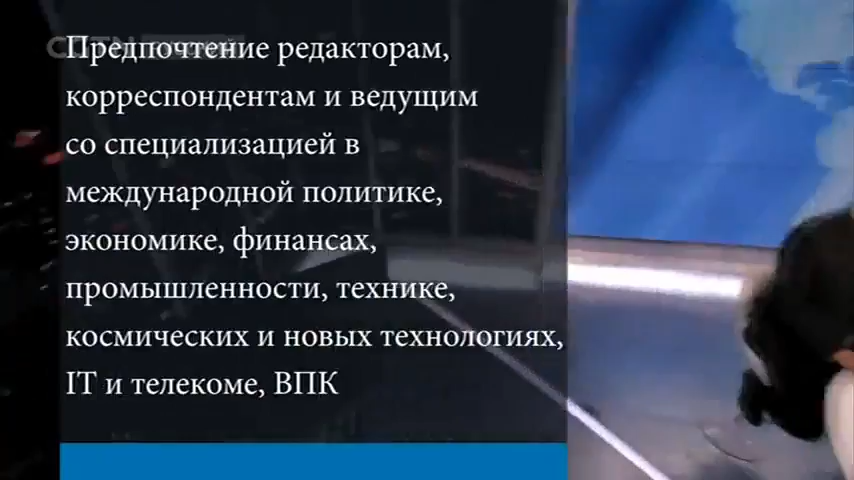 Предпочтение редакторам,
корреспондентам и ведущим
со специализацией в
международной политике,
экономике, финансах,
промышленности, технике,
космических и новых технологиях,
IT и телекоме, ВПК